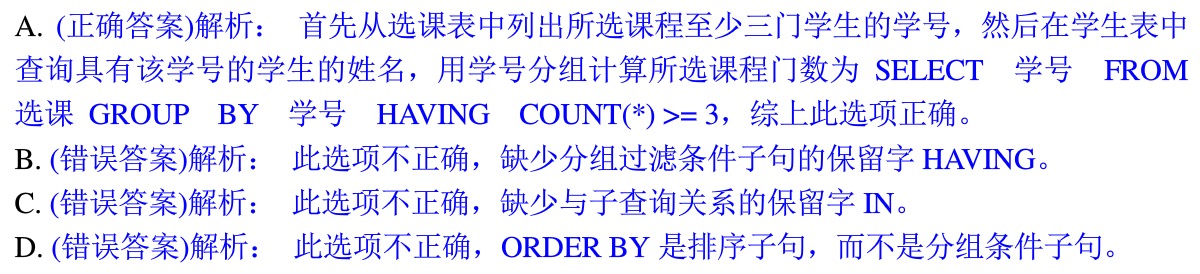 A. (正确答案)解析： 首先从选课表中列出所选课程至少三门学生的学号，然后在学生表中
查询具有该学号的学生的姓名，用学号分组计算所选课程门数为 SELECT 学号 FROM
选课 GROUP BY 学号 HAVING COUNT(*) >= 3，综上此选项正确。
B. (错误答案)解析： 此选项不正确，缺少分组过滤条件子句的保留字 HAVING。
C. (错误答案)解析： 此选项不正确，缺少与子查询关系的保留字 IN。
D. (错误答案)解析： 此选项不正确，ORDER BY 是排序子句，而不是分组条件子句。